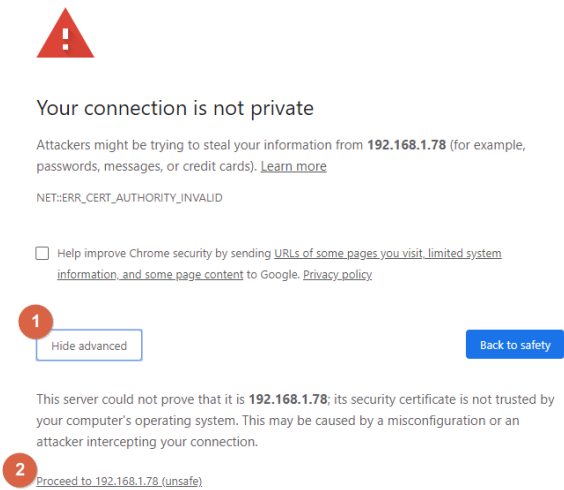 Your connection is not private
Attackers might be trying to steal your information from 192.168.1.78 (for example,
passwords, messages, or credit cards). Learn more
NET::ERR_CERT_AUTHORITY_INVALID
Help improve Chrome security by sending URLs of some pages you visit, limited system
information, and some page content to Google. Privacy policy
1
Hide advanced
Back to safety
This server could not prove that it is 192.168.1.78; its security certificate is not trusted by
your computer's operating system. This may be caused by a misconfiguration or an
attacker intercepting your connection.
2
Proceed to 192.168.1.78 (unsafe)